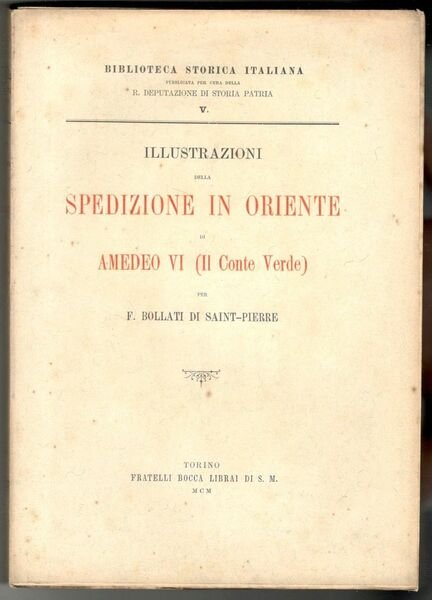 BIBLIOTECA STORICA ITALIANA
PUBBLICATA PER CURA DELLA
R. DEPUTAZIONE DI STORIA PATRIA
V.
ILLUSTRAZIONI
DELLA
SPEDIZIONE IN ORIENTE
DI
AMEDEO VI (Il Conte Verde)
PER
F. BOLLATI DI SAINT-PIERRE
TORINO
FRATELLI BOCCA LIBRAI DI S. M.
MCM